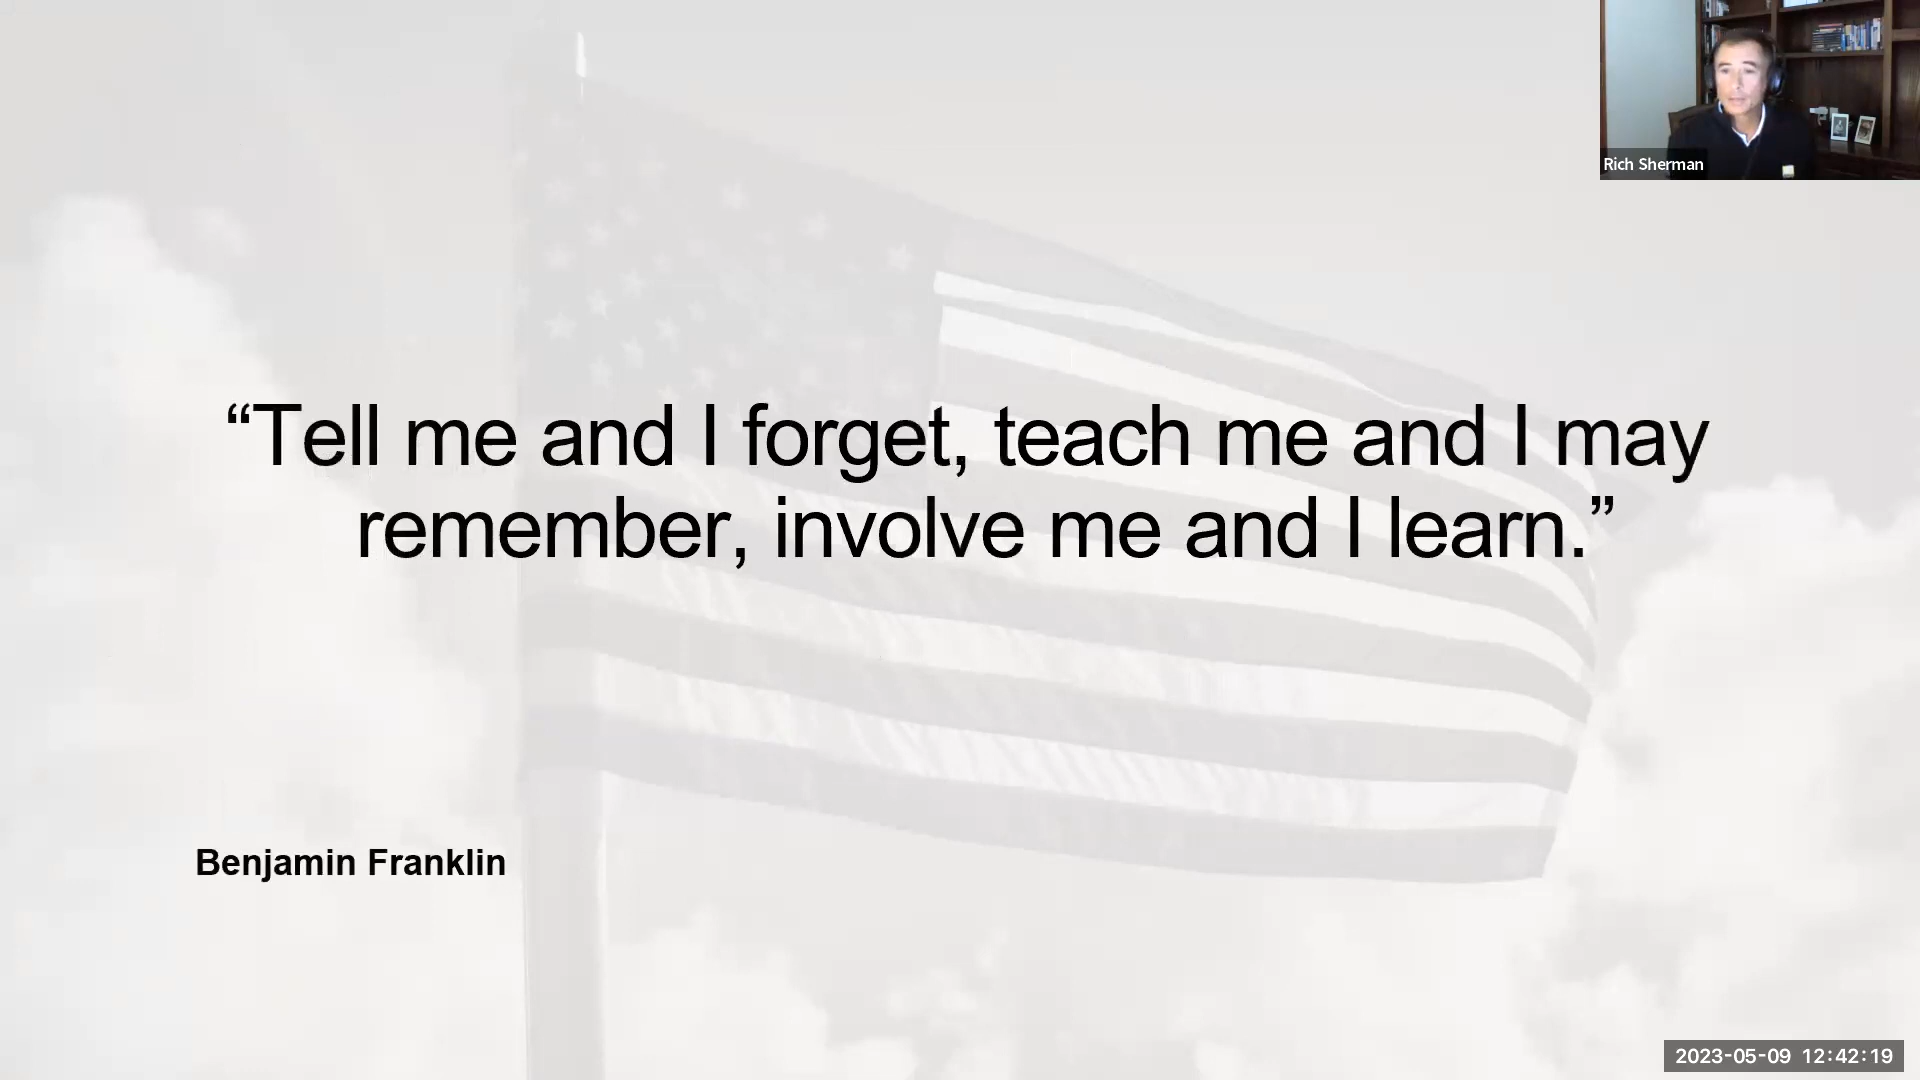 Rich Sherman
“Tell me and I forget, teach me and I may
remember, involve me and I learn.”
Benjamin Franklin
2023-05-09 12:42:19